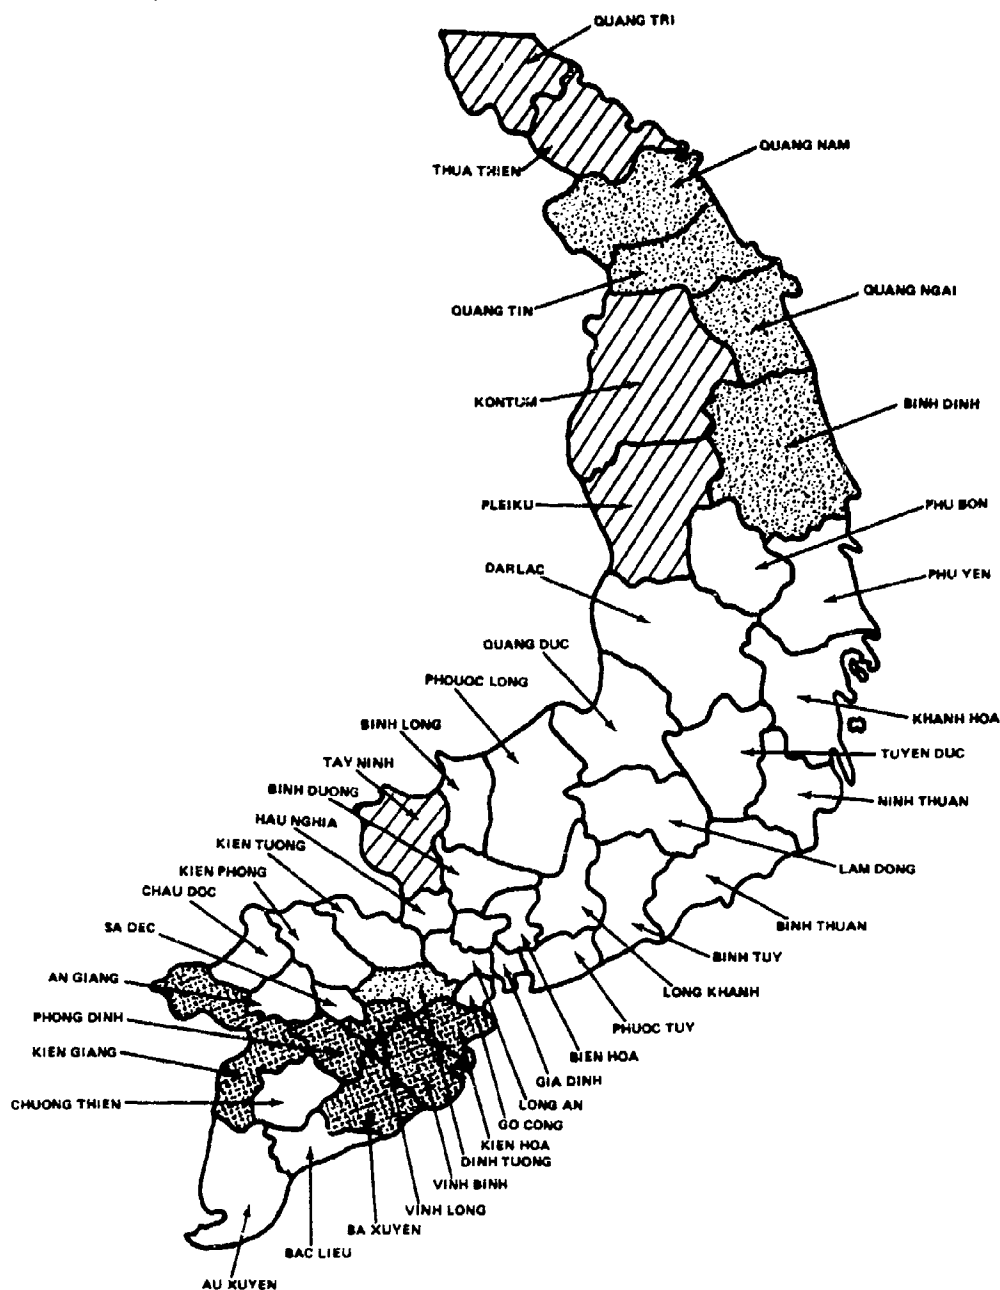 QUANG TRI
QUANG NAM
THUA THIEN
QUANG NGAI
QUANG TIN
KONTUM
BINH DINH
PLEIKU
PHU BON
DARLAC
PHU YEN
QUANG DUC
PHOUOC LONG
KHANH HOA
BINH LONG
TUYEN DUC
TAY NINH
BINH DUONG
NINH THUAN
HAU NGHIA
KIEN TUONG
LAM DONG
KIEN PHONG
CHAU DOC
BINH THUAN
SA DEC
BINH TUY
AN GIANG
LONG KHANH
PHONG DINH
PHUOC TUY
KIEN GIANG
BIEN HOA
GIA DINH
CHUONG THIEN
LONG AN
GO CONG
KIEN HOA
DINH TUONG
VINH BINH
VINH LONG
BA XUYEN
BAC LIEU
AU XUYEN